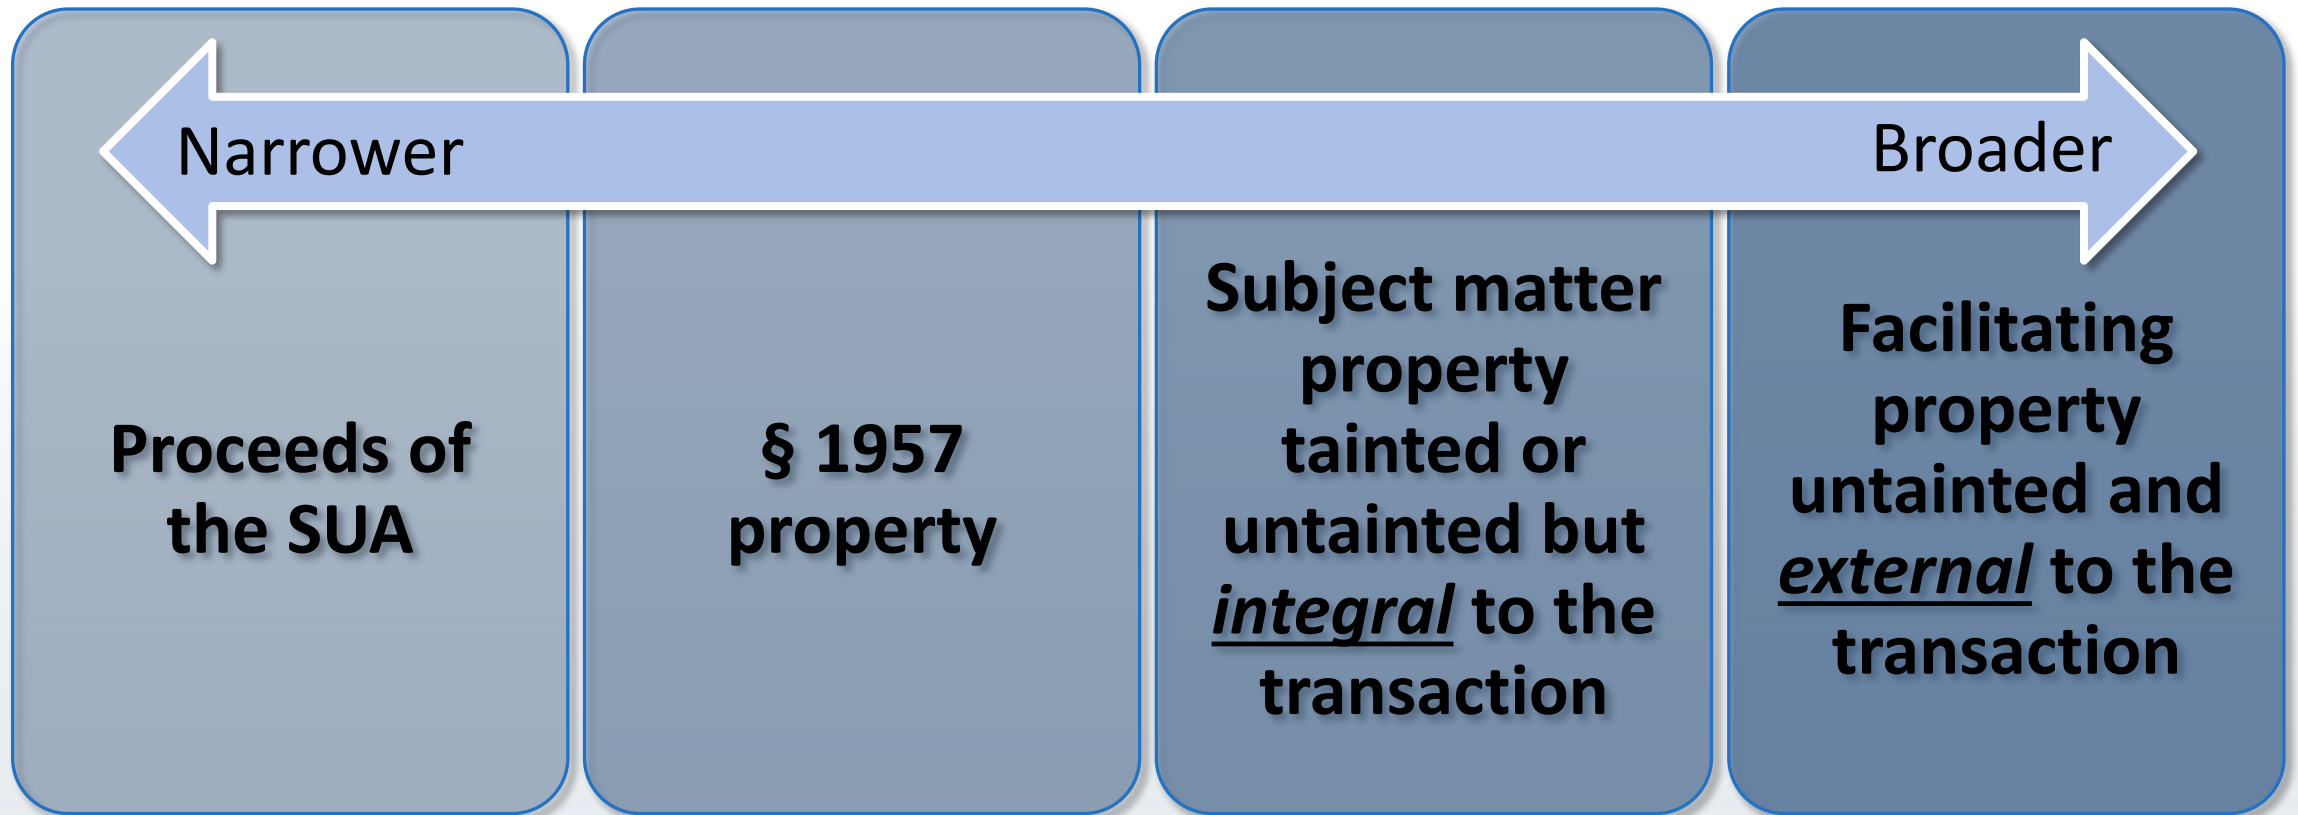 Narrower
Broader
Proceeds of
the SUA
§ 1957
property
Subject matter
property
tainted or
untainted but
integral to the
transaction
Facilitating
property
untainted and
external to the
transaction